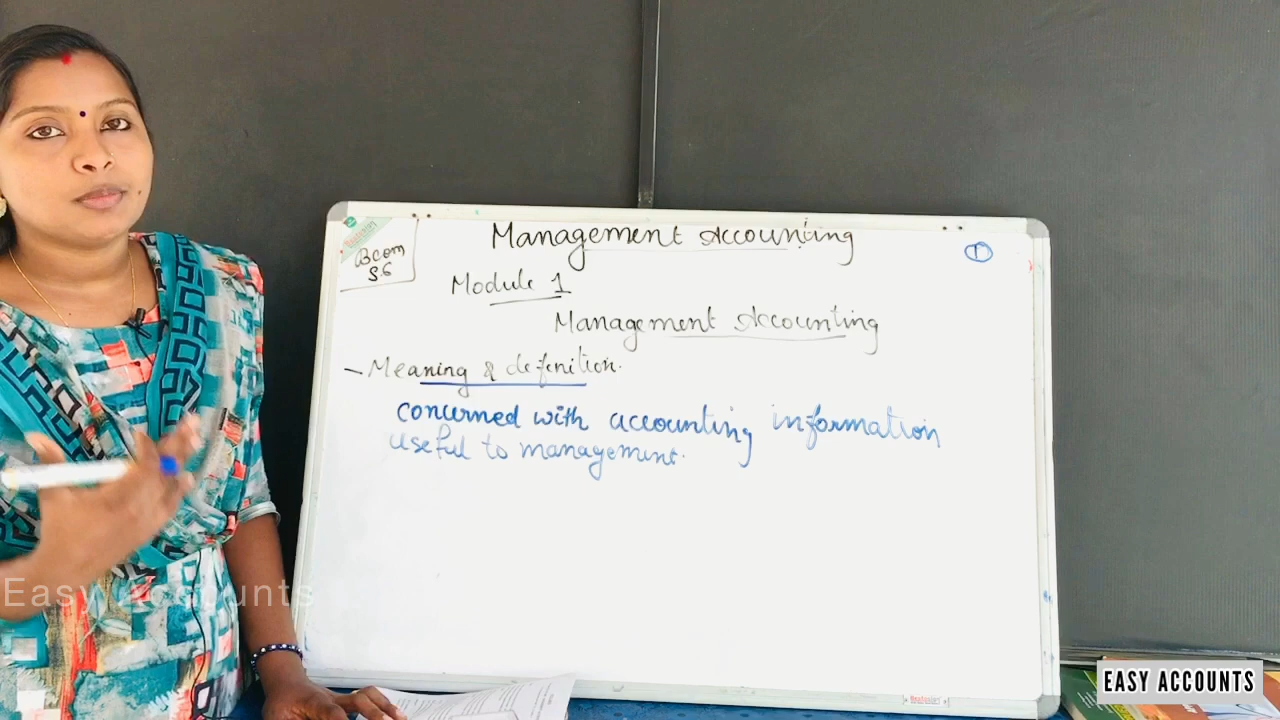 Bcom
S6
Management Accounting
1
Module 1
Management Accounting
- Meaning & defenition.
concerned with accounting information
useful to management.
Easy Accounts
EASY ACCOUNTS